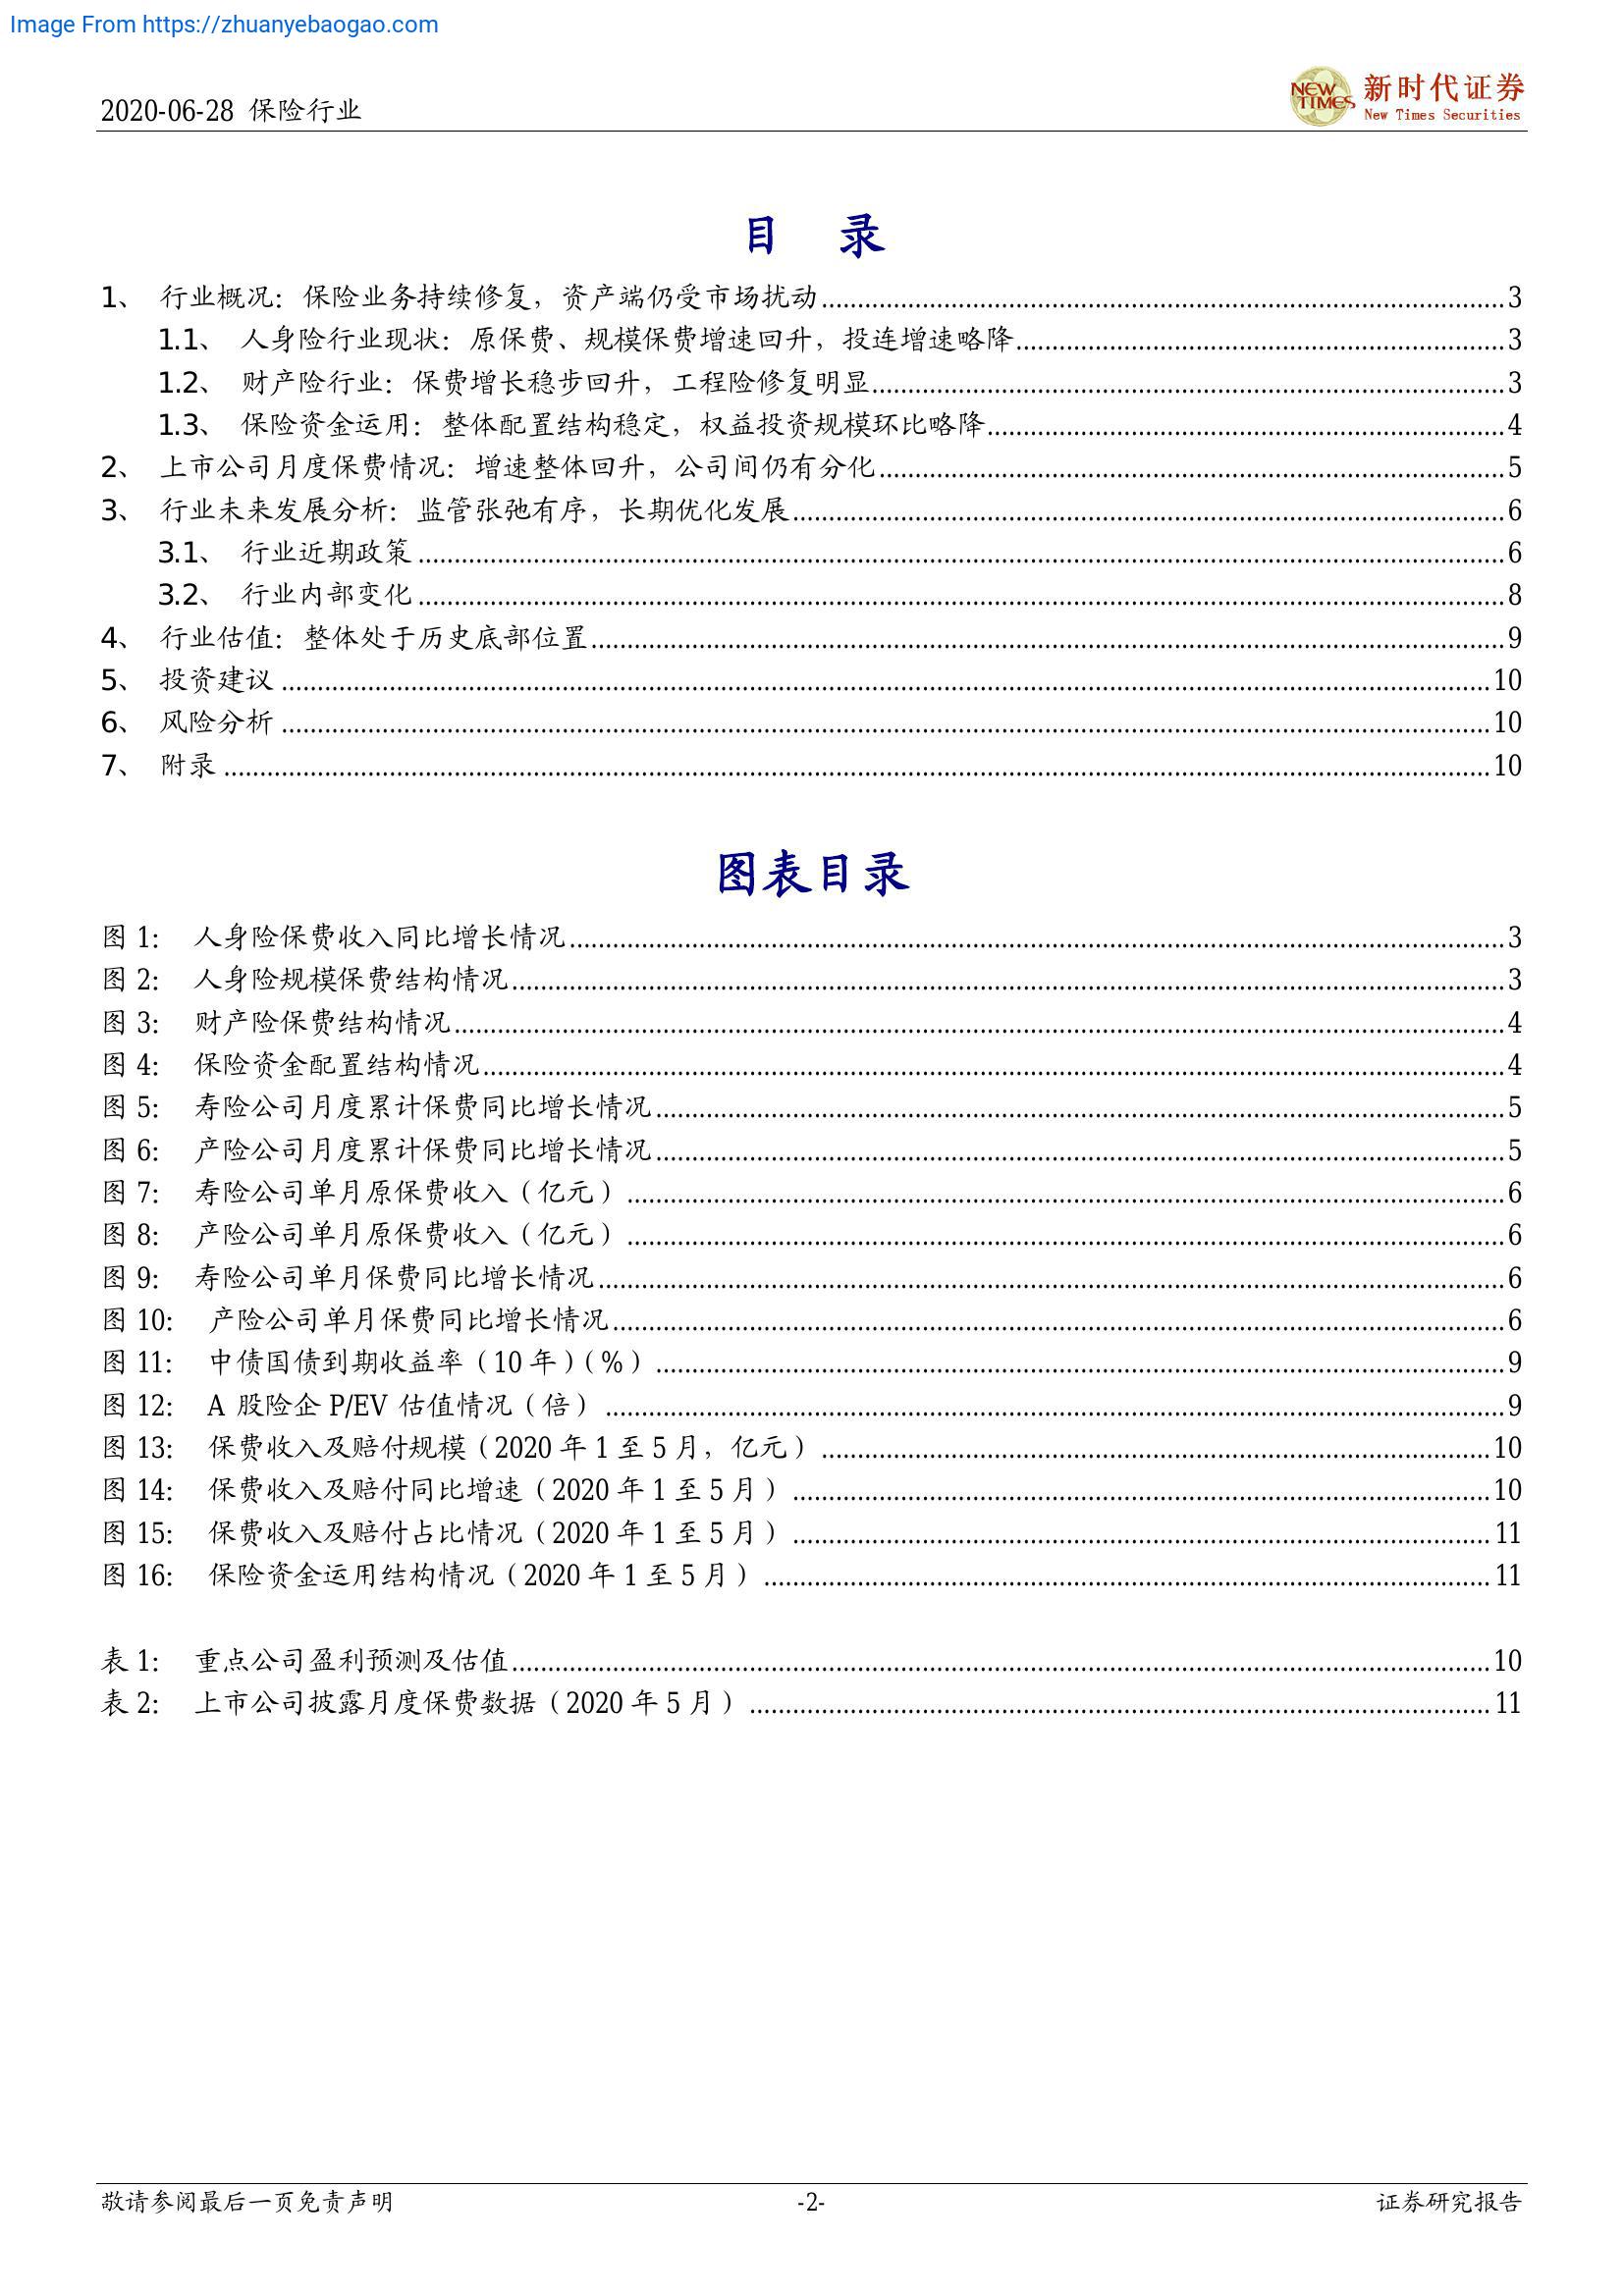 Image From https://zhuanyebaogao.com
2020-06-28 保险行业
NEW TIMES 新时代证券
New Times Securities
目 录
1、 行业概况：保险业务持续修复，资产端仍受市场扰动 3
1.1、 人身险行业现状：原保费、规模保费增速回升，投连增速略降 3
1.2、 财产险行业：保费增长稳步回升，工程险修复明显 3
1.3、 保险资金运用：整体配置结构稳定，权益投资规模环比略降 4
2、 上市公司月度保费情况：增速整体回升，公司间仍有分化 5
3、 行业未来发展分析：监管张弛有序，长期优化发展 6
3.1、 行业近期政策 6
3.2、 行业内部变化 8
4、 行业估值：整体处于历史底部位置 9
5、 投资建议 10
6、 风险分析 10
7、 附录 10
图表目录
图 1： 人身险保费收入同比增长情况 3
图 2： 人身险规模保费结构情况 3
图 3： 财产险保费结构情况 4
图 4： 保险资金配置结构情况 4
图 5： 寿险公司月度累计保费同比增长情况 5
图 6： 产险公司月度累计保费同比增长情况 5
图 7： 寿险公司单月原保费收入（亿元） 6
图 8： 产险公司单月原保费收入（亿元） 6
图 9： 寿险公司单月保费同比增长情况 6
图 10： 产险公司单月保费同比增长情况 6
图 11： 中债国债到期收益率（10 年）（%） 9
图 12： A 股险企 P/EV 估值情况（倍） 9
图 13： 保费收入及赔付规模（2020 年 1 至 5 月，亿元） 10
图 14： 保费收入及赔付同比增速（2020 年 1 至 5 月） 10
图 15： 保费收入及赔付占比情况（2020 年 1 至 5 月） 11
图 16： 保险资金运用结构情况（2020 年 1 至 5 月） 11
表 1： 重点公司盈利预测及估值 10
表 2： 上市公司披露月度保费数据（2020 年 5 月） 11
敬请参阅最后一页免责声明 -2- 证券研究报告